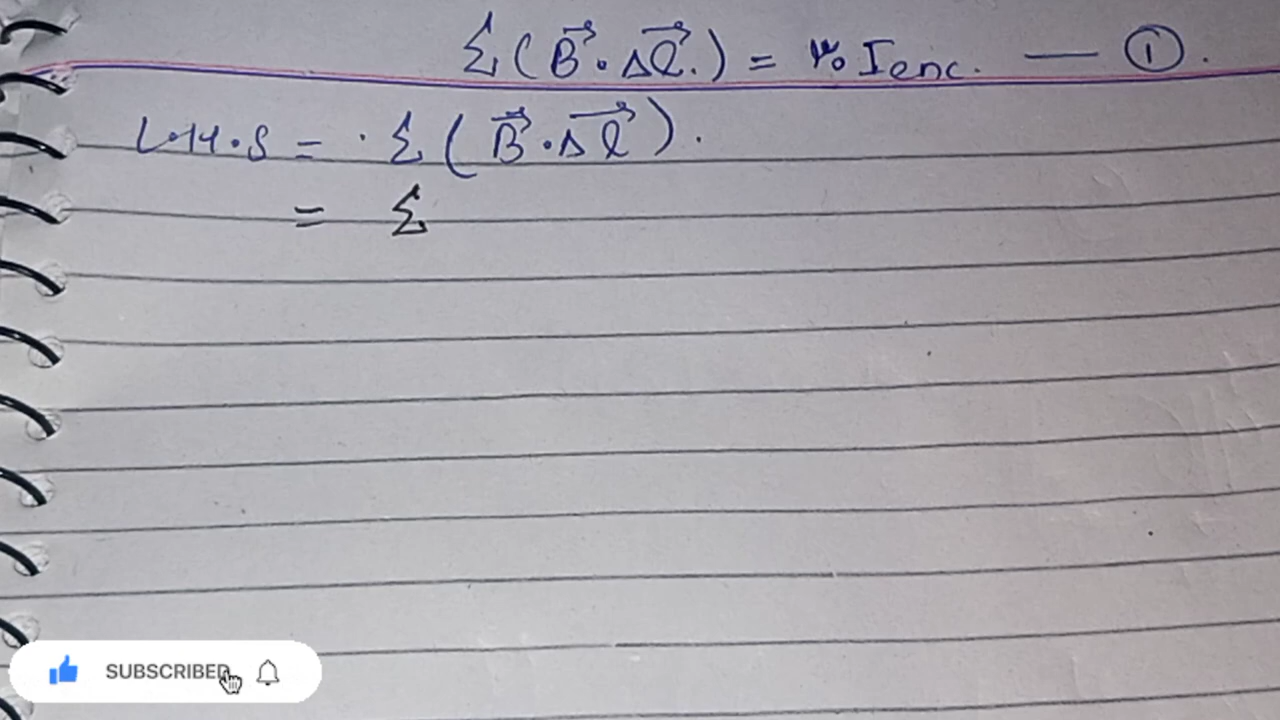 Σ(B⃗ · Δl⃗.) = μ₀ Ienc. — ①.
L.H.S = · Σ ( B⃗ · Δl⃗ ) .
= Σ
SUBSCRIBED